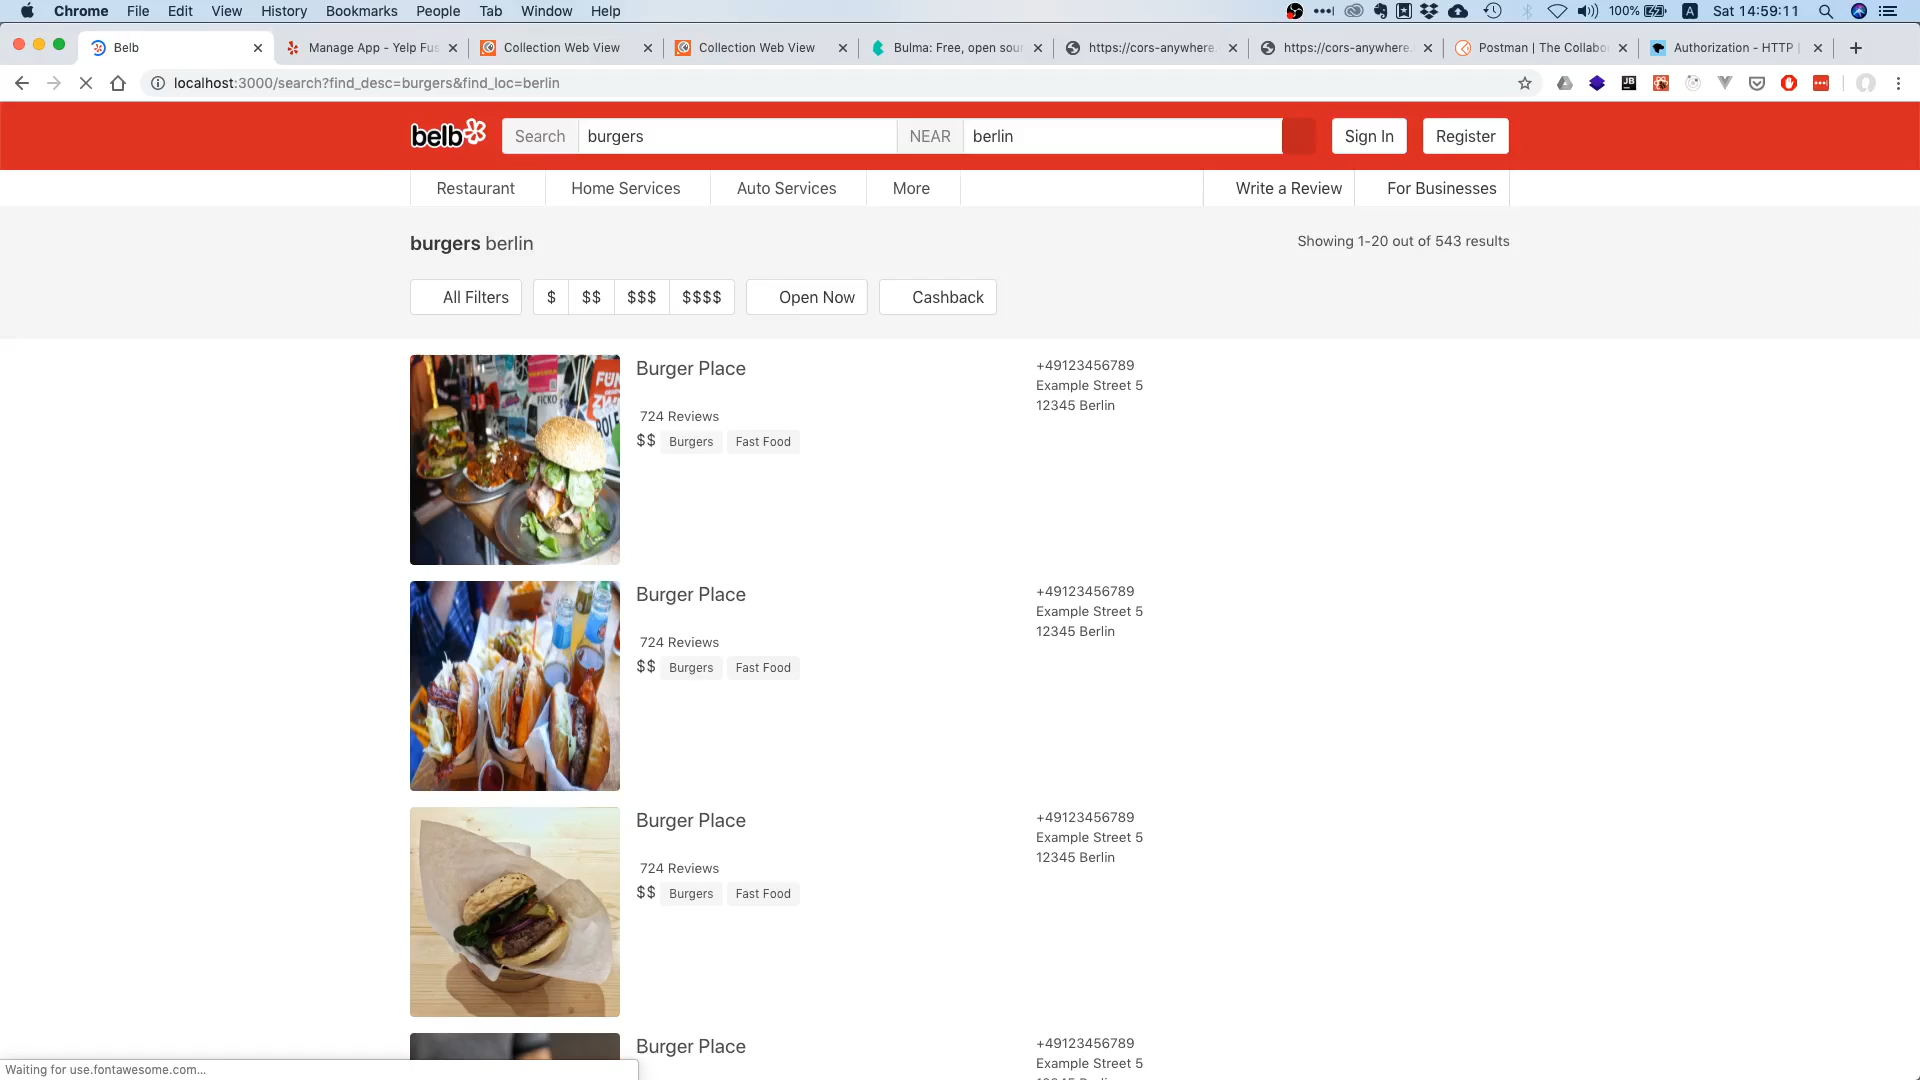 Chrome File Edit View History Bookmarks People Tab Window Help 100% A Sat 14:59:11
Belb Manage App - Yelp Fus Collection Web View Collection Web View Bulma: Free, open sour https://cors-anywhere. https://cors-anywhere. Postman | The Collabo Authorization - HTTP |
localhost:3000/search?find_desc=burgers&find_loc=berlin JB
belb Search burgers NEAR berlin Sign In Register
Restaurant Home Services Auto Services More Write a Review For Businesses
burgers berlin Showing 1-20 out of 543 results
All Filters $ $$ $$$ $$$$ Open Now Cashback
Burger Place +49123456789
Example Street 5
12345 Berlin
724 Reviews
$$ Burgers Fast Food
Burger Place +49123456789
Example Street 5
12345 Berlin
724 Reviews
$$ Burgers Fast Food
Burger Place +49123456789
Example Street 5
12345 Berlin
724 Reviews
$$ Burgers Fast Food
Burger Place +49123456789
Example Street 5
12345 Berlin
Waiting for use.fontawesome.com...